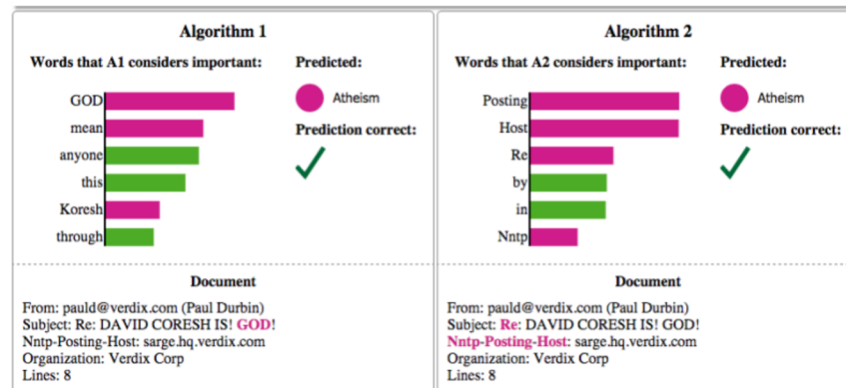 Algorithm 1
Words that A1 considers important:
Predicted:
GOD
mean
anyone
this
Koresh
through
Atheism
Prediction correct:
Document
From: pauld@verdix.com (Paul Durbin)
Subject: Re: DAVID CORESH IS! GOD!
Nntp-Posting-Host: sarge.hq.verdix.com
Organization: Verdix Corp
Lines: 8
Algorithm 2
Words that A2 considers important:
Predicted:
Posting
Host
Re
by
in
Nntp
Atheism
Prediction correct:
Document
From: pauld@verdix.com (Paul Durbin)
Subject: Re: DAVID CORESH IS! GOD!
Nntp-Posting-Host: sarge.hq.verdix.com
Organization: Verdix Corp
Lines: 8